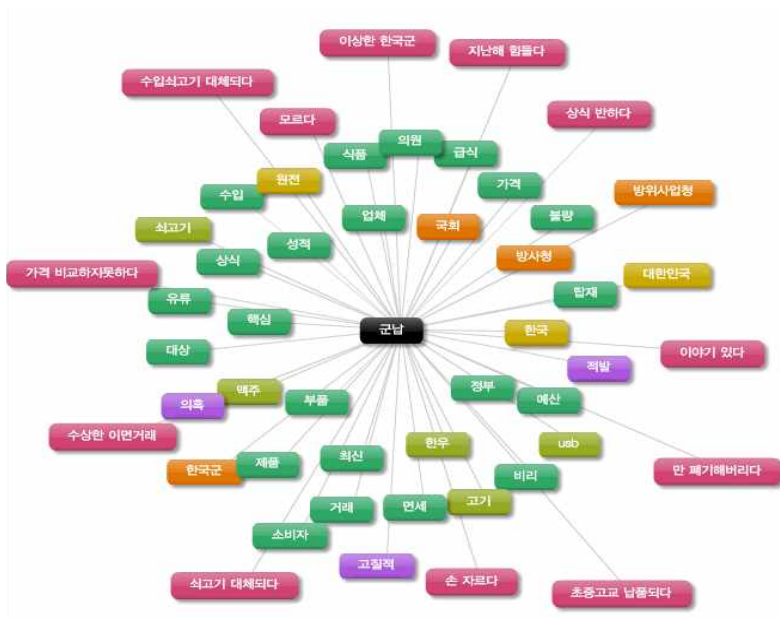 이상한 한국군
지난해 힘들다
수입쇠고기 대체되다
모르다
상식 반하다
식품
의원
급식
원전
수입
가격
방위사업청
업체
국회
불량
쇠고기
성적
상식
방사청
가격 비교하자못하다
대한민국
유류
탑재
핵심
군납
한국
대상
이야기 있다
적발
정부
맥주
부품
예산
의혹
수상한 이면거래
한우
usb
최신
제품
한국군
비리
만 폐기해버리다
거래
면세
고기
소비자
고질적
쇠고기 대체되다
손 자르다
초중고교 납품되다